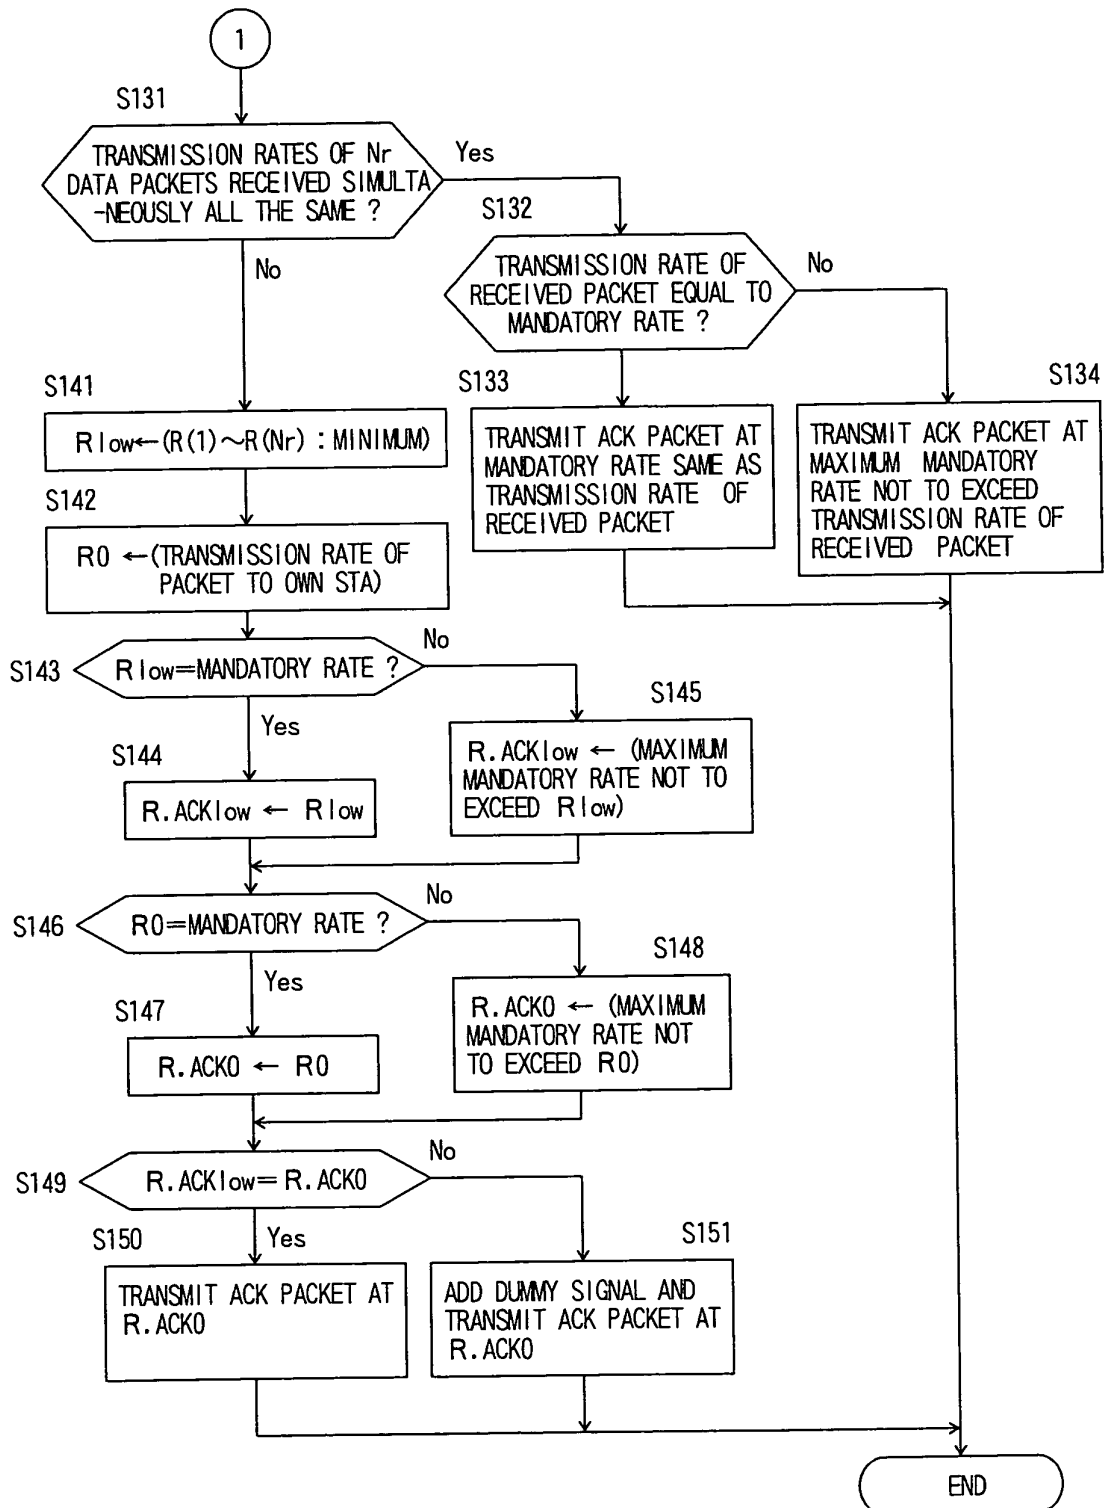 1
S131
TRANSMISSION RATES OF Nr
DATA PACKETS RECEIVED SIMULTA
-NEOUSLY ALL THE SAME ?
Yes
No
S132
TRANSMISSION RATE OF
RECEIVED PACKET EQUAL TO
MANDATORY RATE ?
No
Yes
S133
TRANSMIT ACK PACKET AT
MANDATORY RATE SAME AS
TRANSMISSION RATE OF
RECEIVED PACKET
S134
TRANSMIT ACK PACKET AT
MAXIMUM MANDATORY
RATE NOT TO EXCEED
TRANSMISSION RATE OF
RECEIVED PACKET
S141
Rlow←(R(1)~R(Nr) : MINIMUM)
S142
R0 ←(TRANSMISSION RATE OF
PACKET TO OWN STA)
S143
Rlow=MANDATORY RATE ?
No
Yes
S144
R.ACKlow ← Rlow
S145
R.ACKlow ← (MAXIMUM
MANDATORY RATE NOT TO
EXCEED Rlow)
S146
R0=MANDATORY RATE ?
No
Yes
S147
R.ACK0 ← R0
S148
R.ACK0 ← (MAXIMUM
MANDATORY RATE NOT
TO EXCEED R0)
S149
R.ACKlow=R.ACK0
No
Yes
S150
TRANSMIT ACK PACKET AT
R.ACK0
S151
ADD DUMMY SIGNAL AND
TRANSMIT ACK PACKET AT
R.ACK0
END